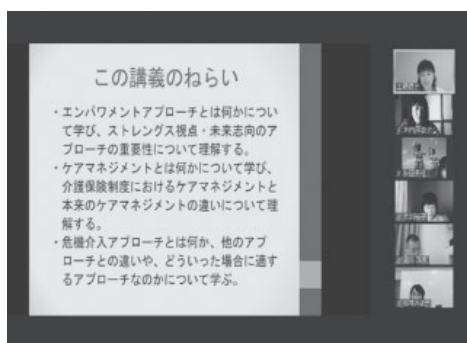 この講義のねらい
・エンパワメントアプローチとは何かについ
て学び、ストレングス視点・未来志向のア
プローチの重要性について理解する。
・ケアマネジメントとは何かについて学び、
介護保険制度におけるケアマネジメントと
本来のケアマネジメントの違いについて理
解する。
・危機介入アプローチとは何か、他のアプ
ローチとの違いや、どういった場合に適す
るアプローチなのかについて学ぶ。